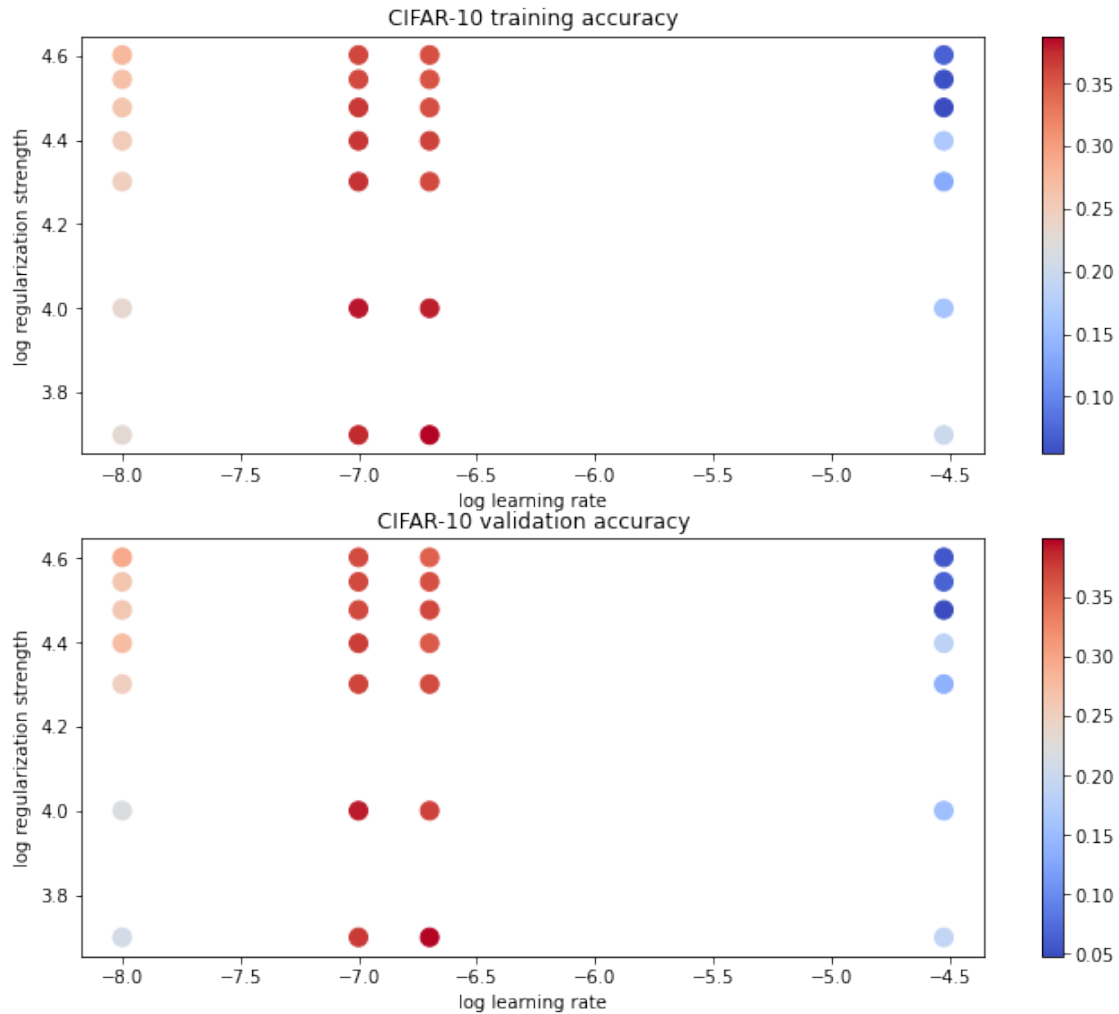 CIFAR-10 training accuracy
4.6
4.4
4.2
4.0
3.8
log regularization strength
−8.0 −7.5 −7.0 −6.5 −6.0 −5.5 −5.0 −4.5
log learning rate
0.35
0.30
0.25
0.20
0.15
0.10
CIFAR-10 validation accuracy
4.6
4.4
4.2
4.0
3.8
log regularization strength
−8.0 −7.5 −7.0 −6.5 −6.0 −5.5 −5.0 −4.5
log learning rate
0.35
0.30
0.25
0.20
0.15
0.10
0.05